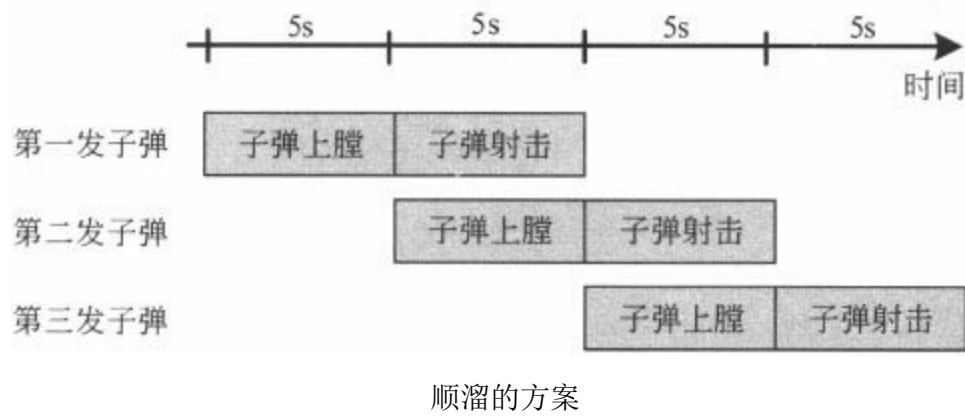 5s 5s 5s 5s
时间
第一发子弹 子弹上膛 子弹射击
第二发子弹 子弹上膛 子弹射击
第三发子弹 子弹上膛 子弹射击
顺溜的方案